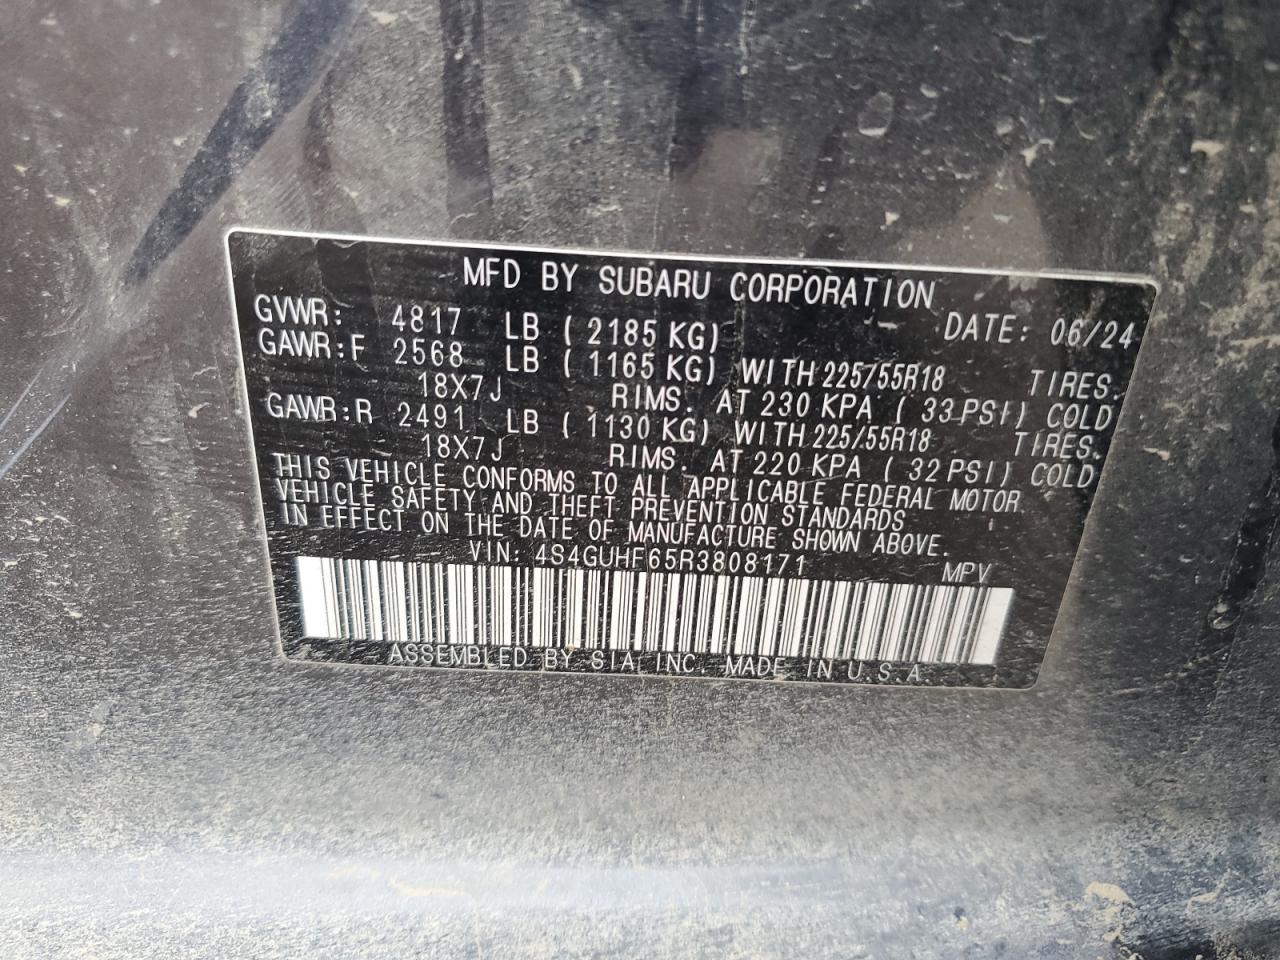 MFD BY SUBARU CORPORATION
GVWR: 4817 LB ( 2185 KG) DATE: 06/24
GAWR:F 2568 LB ( 1165 KG) WITH 225/55R18 TIRES.
18X7J RIMS. AT 230 KPA ( 33 PSI) COLD
GAWR:R 2491 LB ( 1130 KG) WITH 225/55R18 TIRES.
18X7J RIMS. AT 220 KPA ( 32 PSI) COLD
THIS VEHICLE CONFORMS TO ALL APPLICABLE FEDERAL MOTOR
VEHICLE SAFETY AND THEFT PREVENTION STANDARDS
IN EFFECT ON THE DATE OF MANUFACTURE SHOWN ABOVE.
VIN: 4S4GUHF65R3808171 MPV
ASSEMBLED BY SIA, INC. MADE IN U.S.A